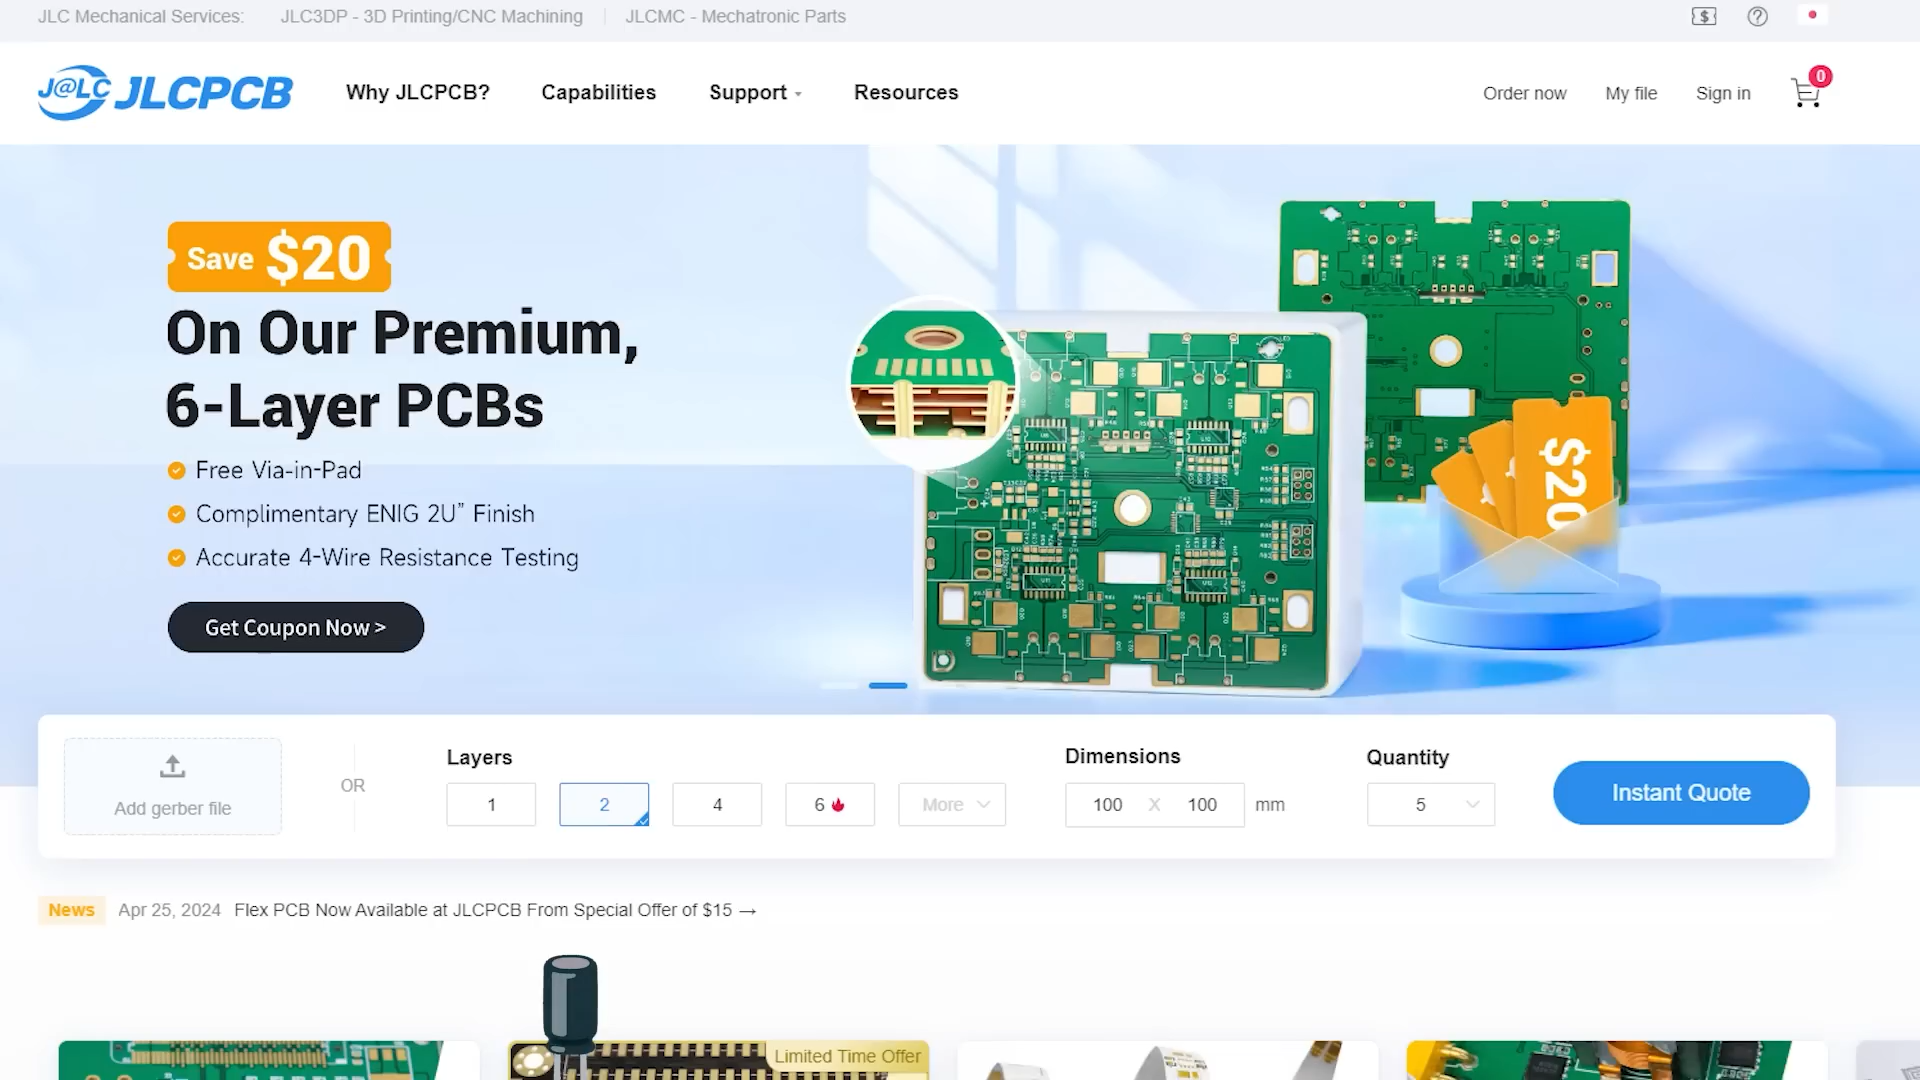 JLC Mechanical Services: JLC3DP - 3D Printing/CNC Machining JLCMC - Mechatronic Parts
J@LC JLCPCB Why JLCPCB? Capabilities Support Resources Order now My file Sign in 0
Save $20
On Our Premium,
6-Layer PCBs
Free Via-in-Pad
Complimentary ENIG 2U" Finish
Accurate 4-Wire Resistance Testing
Get Coupon Now >
$20
Add gerber file
OR
Layers
1 2 4 6 More
Dimensions
100 X 100 mm
Quantity
5
Instant Quote
News Apr 25, 2024 Flex PCB Now Available at JLCPCB From Special Offer of $15 →
Limited Time Offer